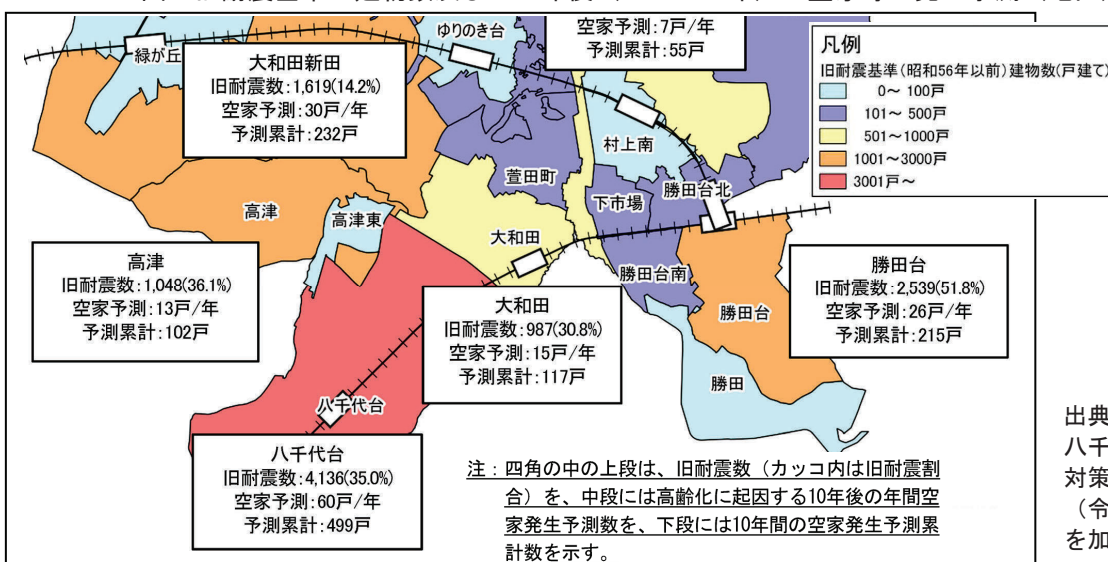 空家予測:7戸/年
予測累計:55戸
凡例
旧耐震基準(昭和56年以前)建物数(戸建て)
0～ 100戸
101～ 500戸
501～1000戸
1001～3000戸
3001戸～
緑が丘
ゆりのき台
大和田新田
旧耐震数:1,619(14.2%)
空家予測:30戸/年
予測累計:232戸
村上南
萱田町
勝田台北
下市場
高津
高津東
大和田
勝田台南
高津
旧耐震数:1,048(36.1%)
空家予測:13戸/年
予測累計:102戸
勝田台
旧耐震数:2,539(51.8%)
空家予測:26戸/年
予測累計:215戸
大和田
旧耐震数:987(30.8%)
空家予測:15戸/年
予測累計:117戸
勝田台
勝田
八千代台
八千代台
旧耐震数:4,136(35.0%)
空家予測:60戸/年
予測累計:499戸
注：四角の中の上段は、旧耐震数（カッコ内は旧耐震割
合）を、中段には高齢化に起因する10年後の年間空
家発生予測数を、下段には10年間の空家発生予測累
計数を示す。
出典
八千
対策
（令
を加